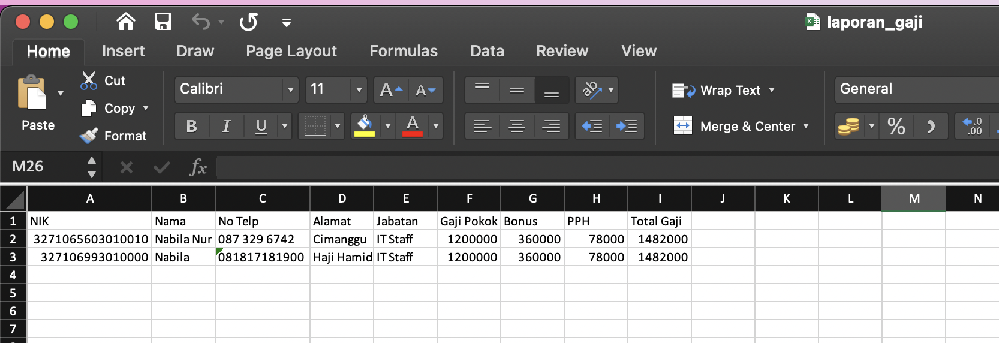 laporan_gaji
Home Insert Draw Page Layout Formulas Data Review View
Paste
Cut
Copy
Format
Calibri 11 A A ab Wrap Text General
B I U A Merge & Center % .0 .00
M26 fx
A B C D E F G H I J K L M N
1 NIK Nama No Telp Alamat Jabatan Gaji Pokok Bonus PPH Total Gaji
2 3271065603010010 Nabila Nur 087 329 6742 Cimanggu IT Staff 1200000 360000 78000 1482000
3 327106993010000 Nabila 081817181900 Haji Hamid IT Staff 1200000 360000 78000 1482000
4
5
6
7